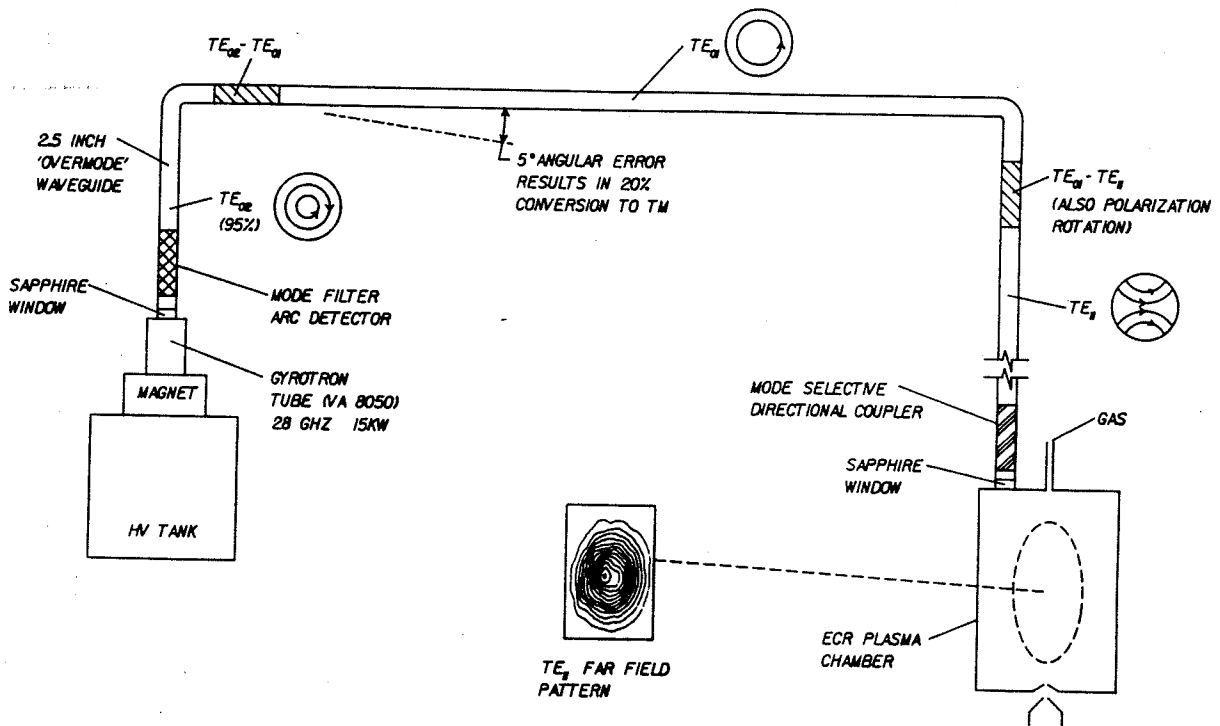 TE₀₂-TE₀₁
TE₀₁
2.5 INCH
'OVERMODE'
WAVEGUIDE
TE₀₂
(95%)
5° ANGULAR ERROR
RESULTS IN 20%
CONVERSION TO TM
TE₀₁-TE₁₁
(ALSO POLARIZATION
ROTATION)
SAPPHIRE
WINDOW
MODE FILTER
ARC DETECTOR
TE₁₁
MAGNET
GYROTRON
TUBE (VA 8050)
28 GHZ 15KW
MODE SELECTIVE
DIRECTIONAL COUPLER
GAS
SAPPHIRE
WINDOW
HV TANK
ECR PLASMA
CHAMBER
TE₁₁ FAR FIELD
PATTERN